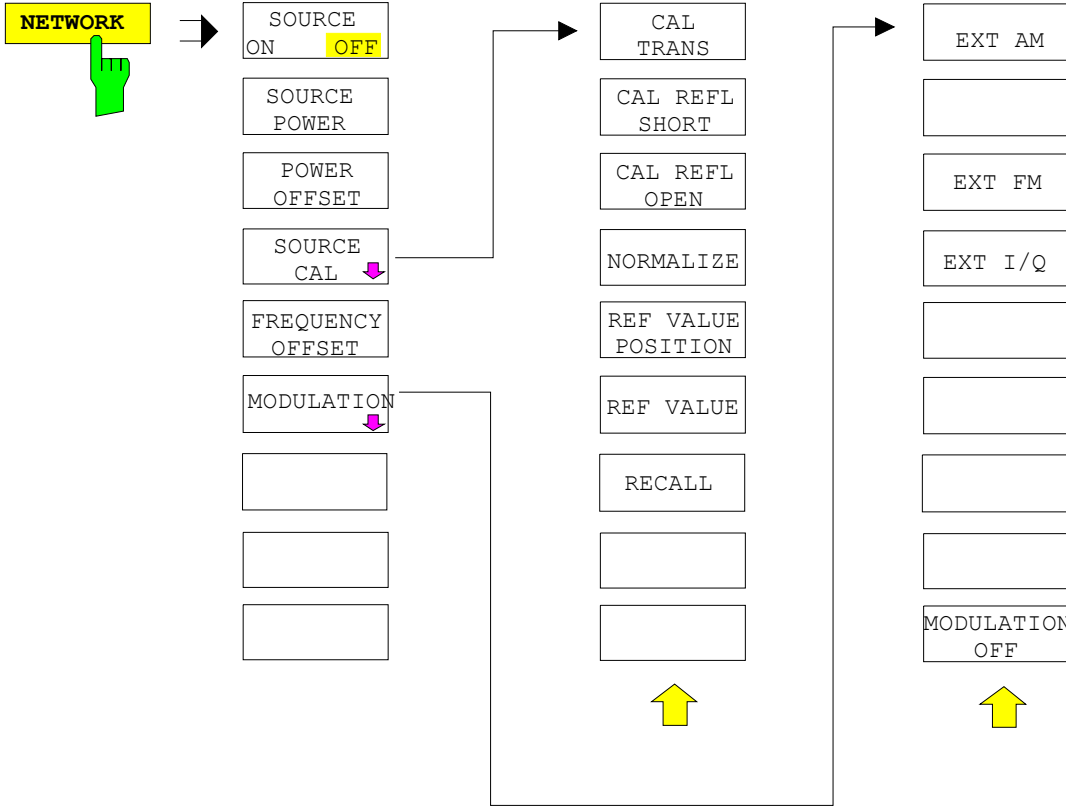 NETWORK
SOURCE
ON OFF
SOURCE
POWER
POWER
OFFSET
SOURCE
CAL
FREQUENCY
OFFSET
MODULATION
CAL
TRANS
CAL REFL
SHORT
CAL REFL
OPEN
NORMALIZE
REF VALUE
POSITION
REF VALUE
RECALL
EXT AM
EXT FM
EXT I/Q
MODULATION
OFF